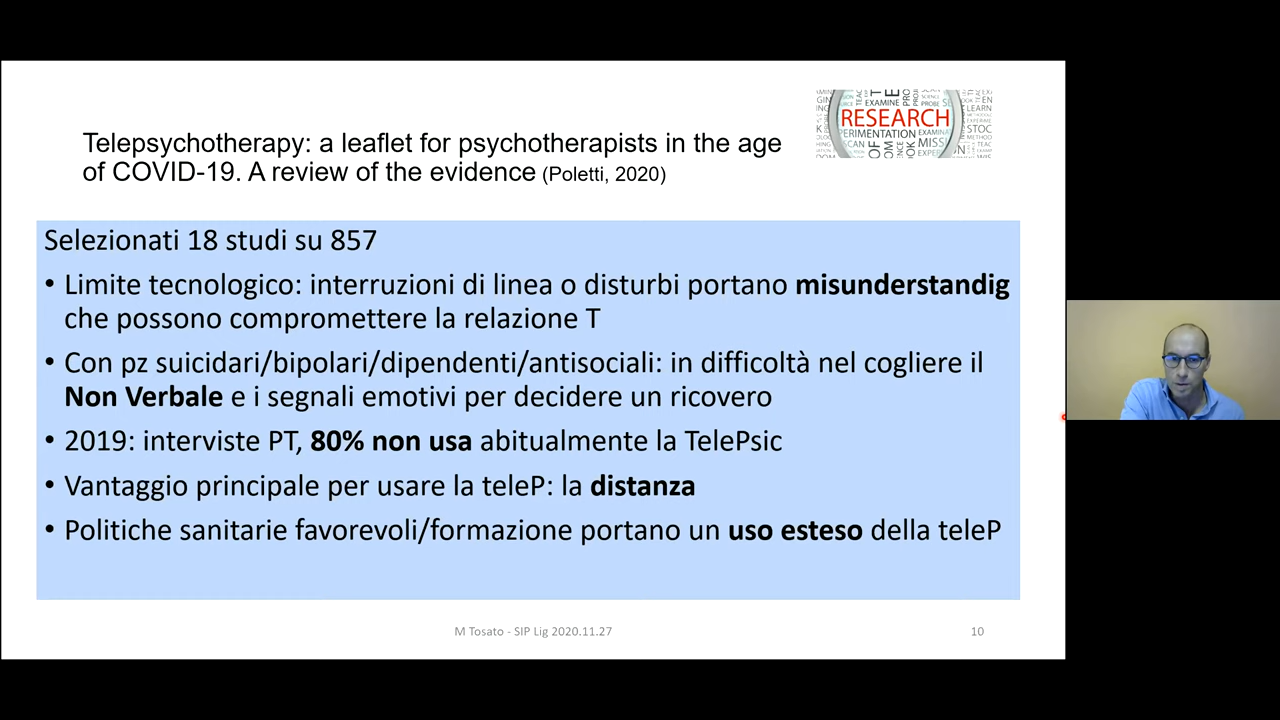 Telepsychotherapy: a leaflet for psychotherapists in the age
of COVID-19. A review of the evidence (Poletti, 2020)
EXAMINE
PROBE
RESEARCH
LEARN
Selezionati 18 studi su 857
• Limite tecnologico: interruzioni di linea o disturbi portano misunderstandig
che possono compromettere la relazione T
• Con pz suicidari/bipolari/dipendenti/antisociali: in difficoltà nel cogliere il
Non Verbale e i segnali emotivi per decidere un ricovero
• 2019: interviste PT, 80% non usa abitualmente la TelePsic
• Vantaggio principale per usare la teleP: la distanza
• Politiche sanitarie favorevoli/formazione portano un uso esteso della teleP
M Tosato - SIP Lig 2020.11.27
10